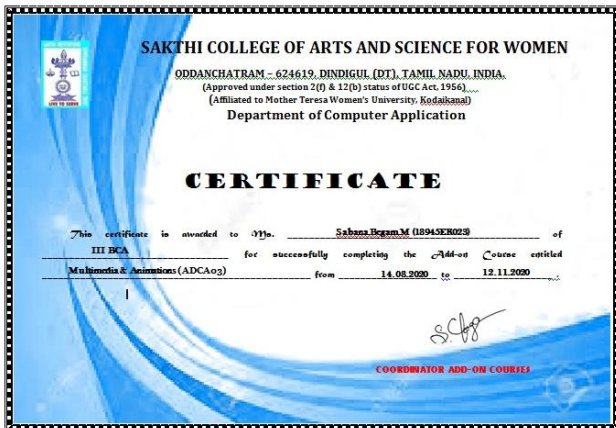 SAKTHI COLLEGE OF ARTS AND SCIENCE FOR WOMEN
ODDANCHATRAM – 624619, DINDIGUL (DT), TAMIL NADU, INDIA.
(Approved under section 2(f) & 12(b) status of UGC Act, 1956)
(Affiliated to Mother Teresa Women's University, Kodaikanal)
Department of Computer Application
CERTIFICATE
This certificate is awarded to Ms. Sabana Begam.M (18945ER023) of
III BCA for successfully completing the Add-on Course entitled
Multimedia & Animations (ADCA03) from 14.08.2020 to 12.11.2020 .
COORDINATOR ADD-ON COURSES